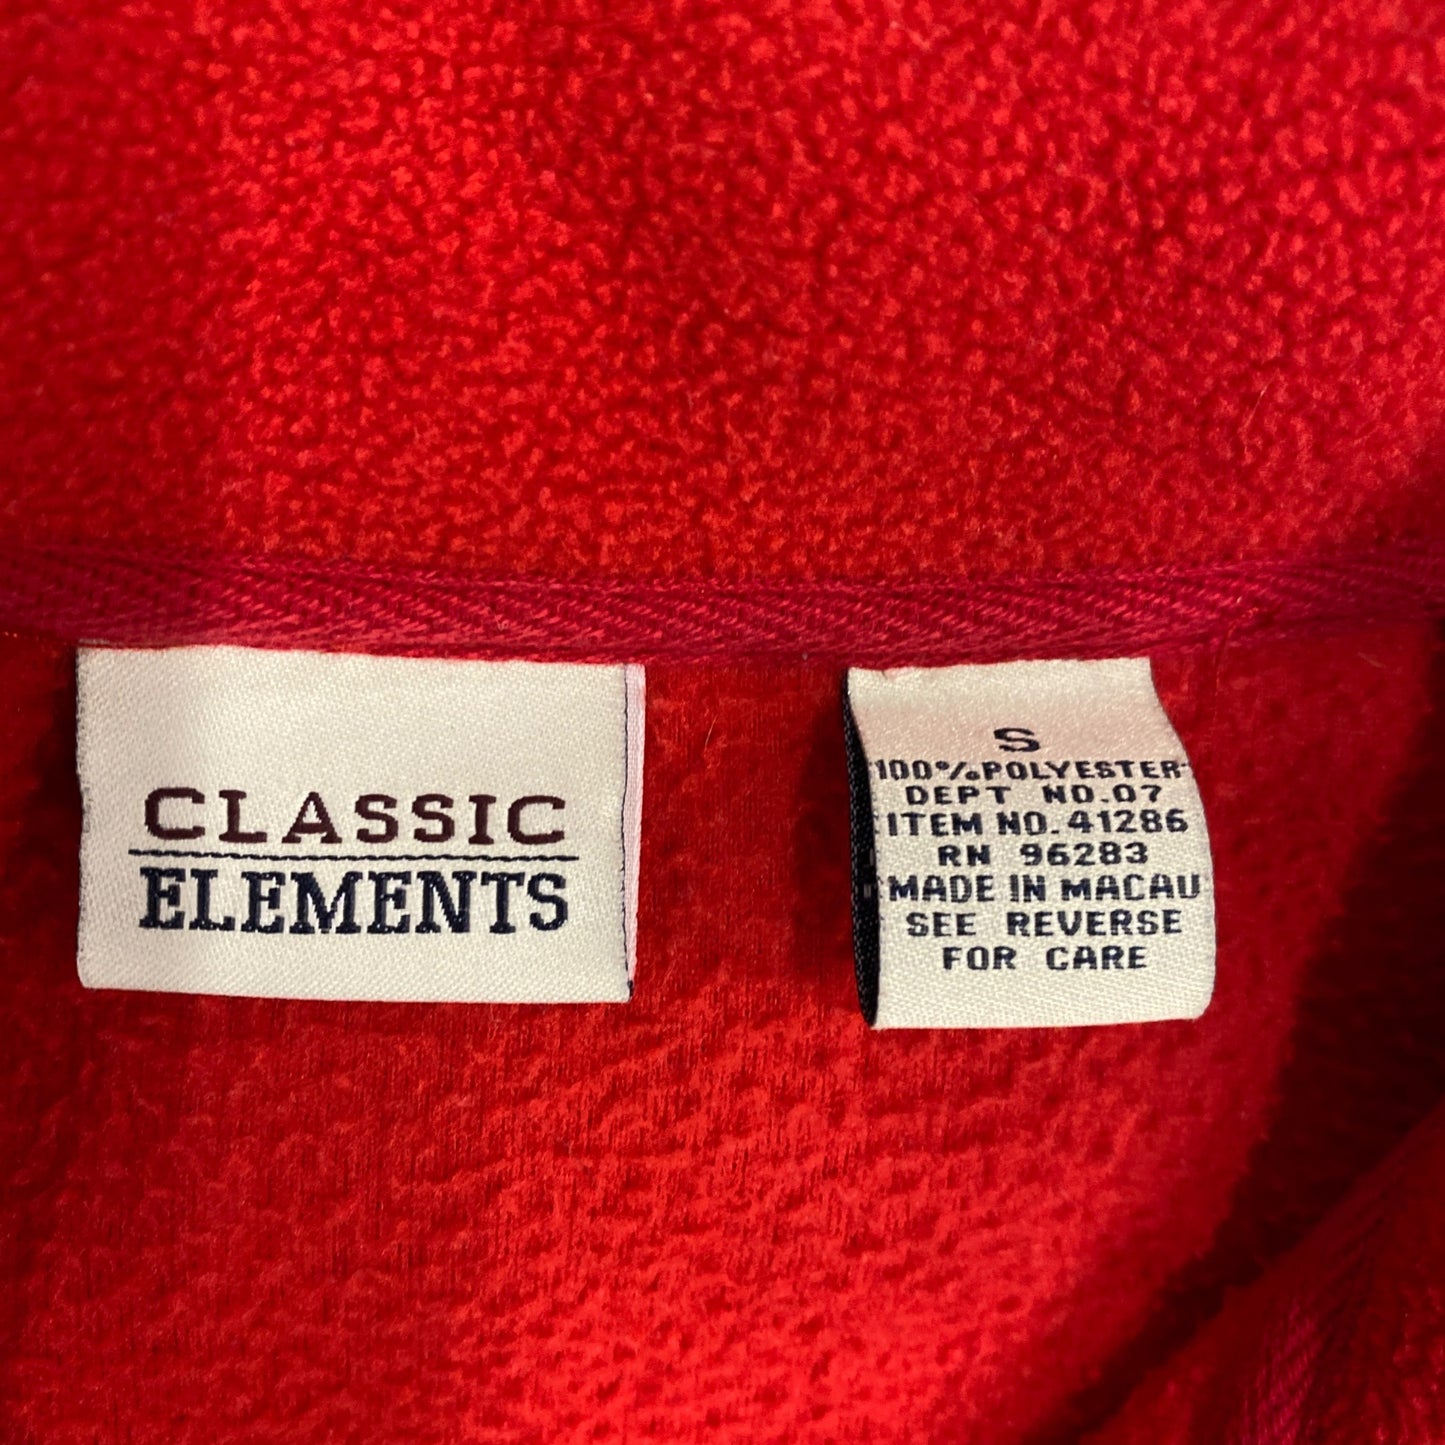 CLASSIC
ELEMENTS
S
100% POLYESTER
DEPT NO.07
ITEM NO. 41286
RN 96283
MADE IN MACAU
SEE REVERSE
FOR CARE